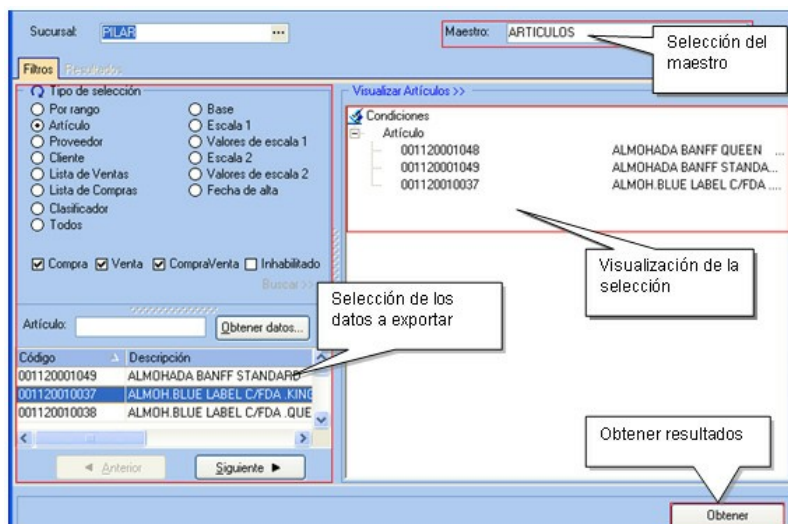 Sucursal: PILAR ...
Maestro: ARTICULOS
Selección del
maestro
Filtros Resultados
Tipo de selección
Por rango
Artículo
Proveedor
Cliente
Lista de Ventas
Lista de Compras
Clasificador
Todos
Base
Escala 1
Valores de escala 1
Escala 2
Valores de escala 2
Fecha de alta
Compra Venta CompraVenta Inhabilitado
Buscar >>
Artículo: Obtener datos...
Selección de los
datos a exportar
Código Descripción
001120001049 ALMOHADA BANFF STANDARD
001120010037 ALMOH.BLUE LABEL C/FDA .KING
001120010038 ALMOH.BLUE LABEL C/FDA .QUE
Anterior Siguiente
Visualizar Artículos >>
Condiciones
Artículo
001120001048 ALMOHADA BANFF QUEEN ...
001120001049 ALMOHADA BANFF STANDA...
001120010037 ALMOH.BLUE LABEL C/FDA ....
Visualización de la
selección
Obtener resultados
Obtener